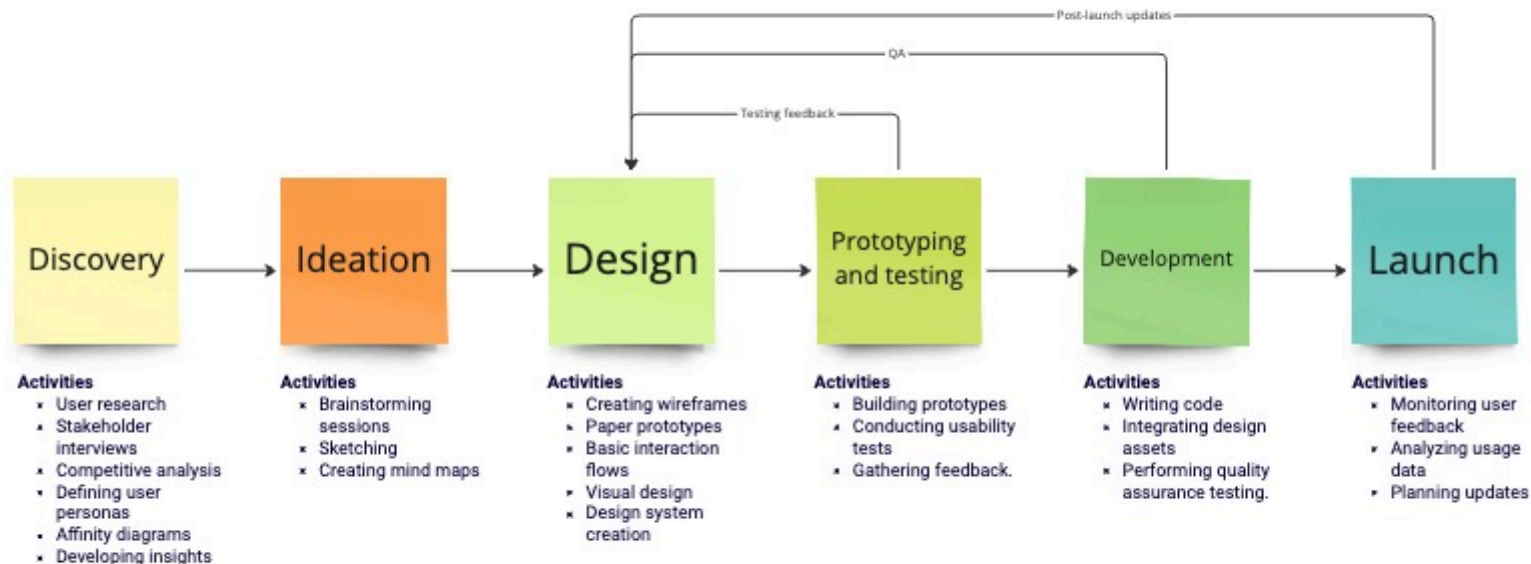 Post-launch updates
QA
Testing feedback
Discovery
Ideation
Design
Prototyping
and testing
Development
Launch
Activities
User research
Stakeholder
interviews
Competitive analysis
Defining user
personas
Affinity diagrams
Developing insights
Activities
Brainstorming
sessions
Sketching
Creating mind maps
Activities
Creating wireframes
Paper prototypes
Basic interaction
flows
Visual design
Design system
creation
Activities
Building prototypes
Conducting usability
tests
Gathering feedback.
Activities
Writing code
Integrating design
assets
Performing quality
assurance testing.
Activities
Monitoring user
feedback
Analyzing usage
data
Planning updates